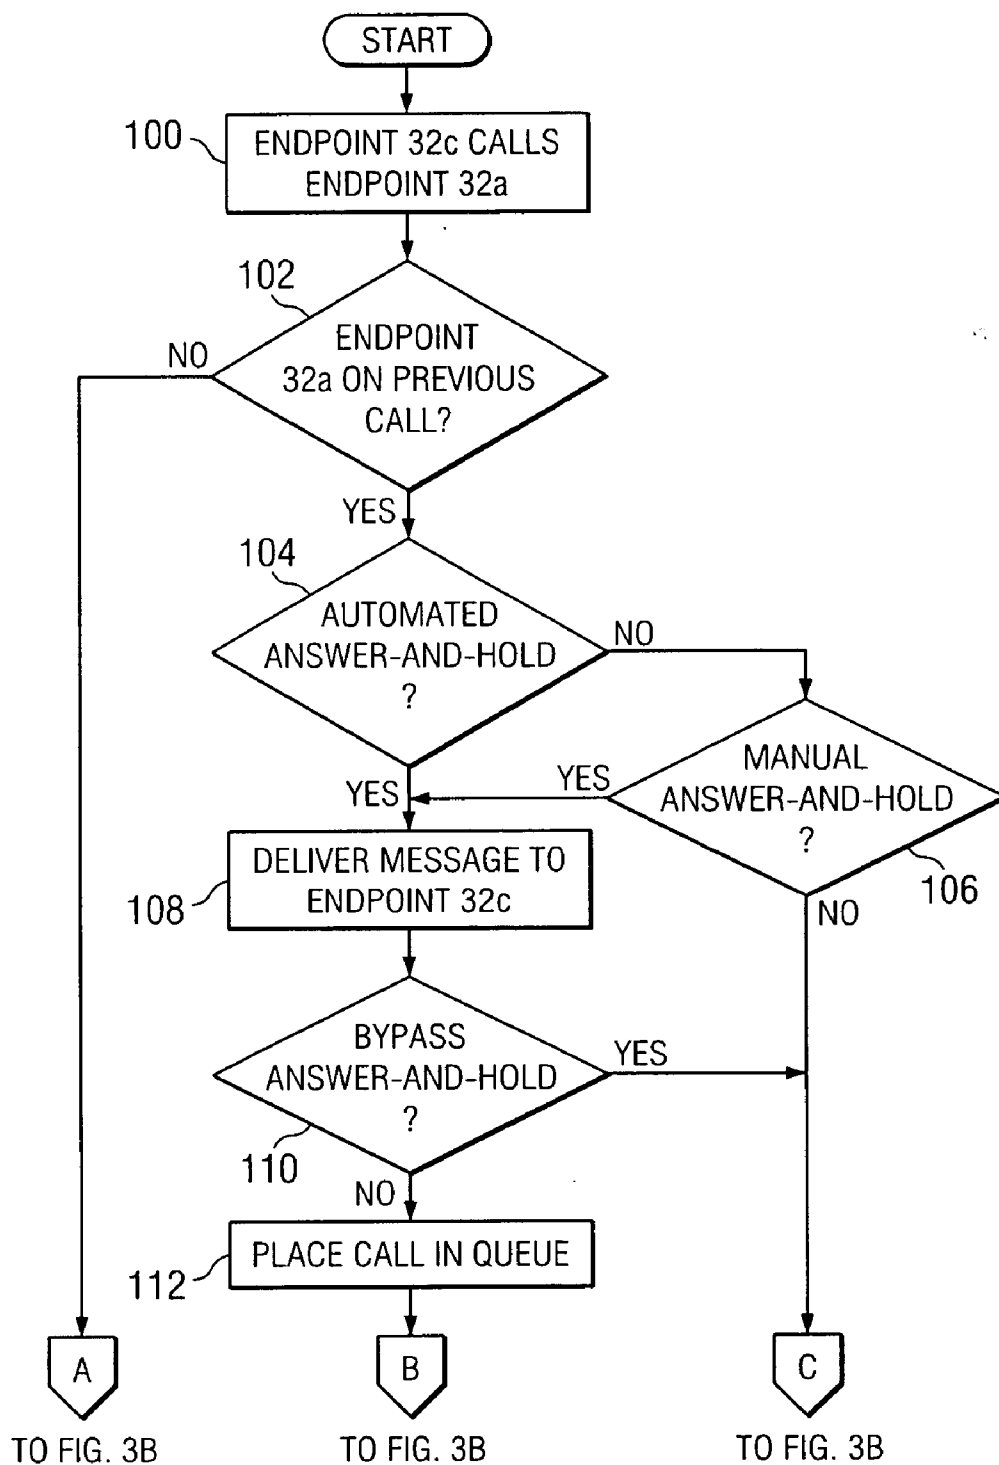 START
100
ENDPOINT 32c CALLS
ENDPOINT 32a
102
ENDPOINT
32a ON PREVIOUS
CALL?
NO
YES
104
AUTOMATED
ANSWER-AND-HOLD
?
NO
YES
MANUAL
ANSWER-AND-HOLD
?
YES
106
NO
108
DELIVER MESSAGE TO
ENDPOINT 32c
BYPASS
ANSWER-AND-HOLD
?
YES
110
NO
PLACE CALL IN QUEUE
112
A
B
C
TO FIG. 3B
TO FIG. 3B
TO FIG. 3B